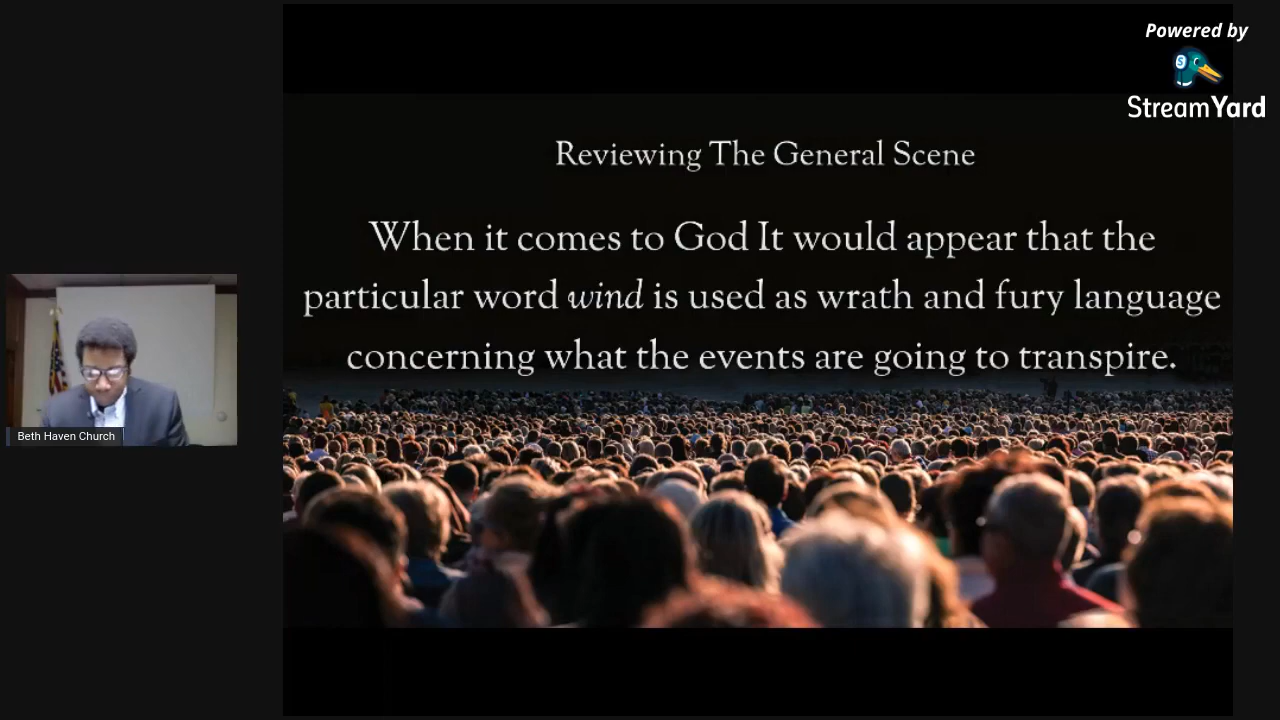 Powered by
StreamYard
Reviewing The General Scene
When it comes to God It would appear that the
particular word wind is used as wrath and fury language
concerning what the events are going to transpire.
Beth Haven Church